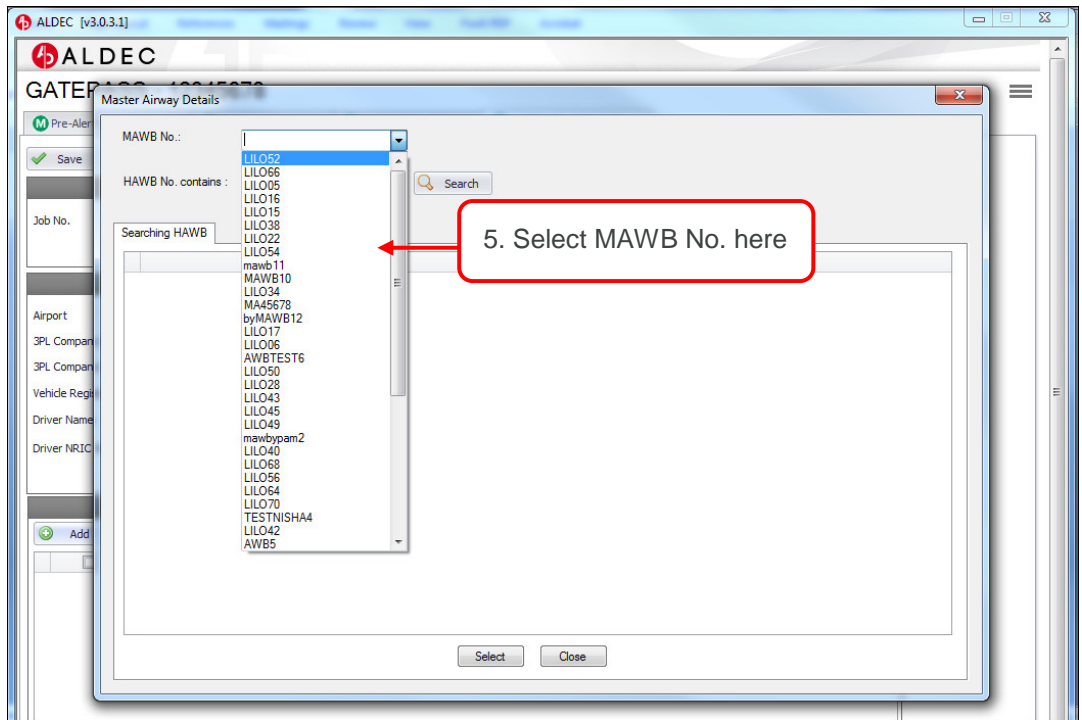 ALDEC [v3.0.3.1]
ALDEC
Master Airway Details
M Pre-Aler
MAWB No.:
Save
LILO52
LILO66
HAWB No. contains :
LILO05
Search
LILO16
LILO15
Job No.
LILO38
Searching HAWB
LILO22
5. Select MAWB No. here
LILO54
mawb11
MAWB10
LILO34
MA45678
Airport
byMAWB12
LILO17
3PL Compan
LILO06
AWBTEST6
3PL Compan
LILO50
LILO28
Vehicle Regis
LILO43
LILO45
Driver Name
LILO49
mawbypam2
Driver NRIC
LILO40
LILO68
LILO56
LILO64
LILO70
TESTNISHA4
Add
LILO42
AWB5
Select Close